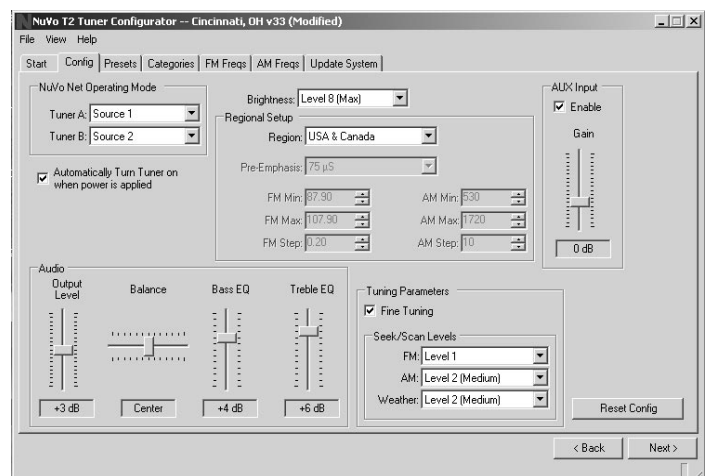 NuVo T2 Tuner Configurator -- Cincinnati, OH v33 (Modified)
File View Help
Start Config Presets Categories FM Freqs AM Freqs Update System
NuVo Net Operating Mode
Tuner A: Source 1
Tuner B: Source 2
Automatically Turn Tuner on
when power is applied
Brightness: Level 8 (Max)
Regional Setup
Region: USA & Canada
Pre-Emphasis: 75 µS
FM Min: 87.90 AM Min: 530
FM Max: 107.90 AM Max: 1720
FM Step: 0.20 AM Step: 10
AUX Input
Enable
Gain
0 dB
Audio
Output
Level
Balance
Bass EQ
Treble EQ
+3 dB Center +4 dB +6 dB
Tuning Parameters
Fine Tuning
Seek/Scan Levels
FM: Level 1
AM: Level 2 (Medium)
Weather: Level 2 (Medium)
Reset Config
< Back Next >